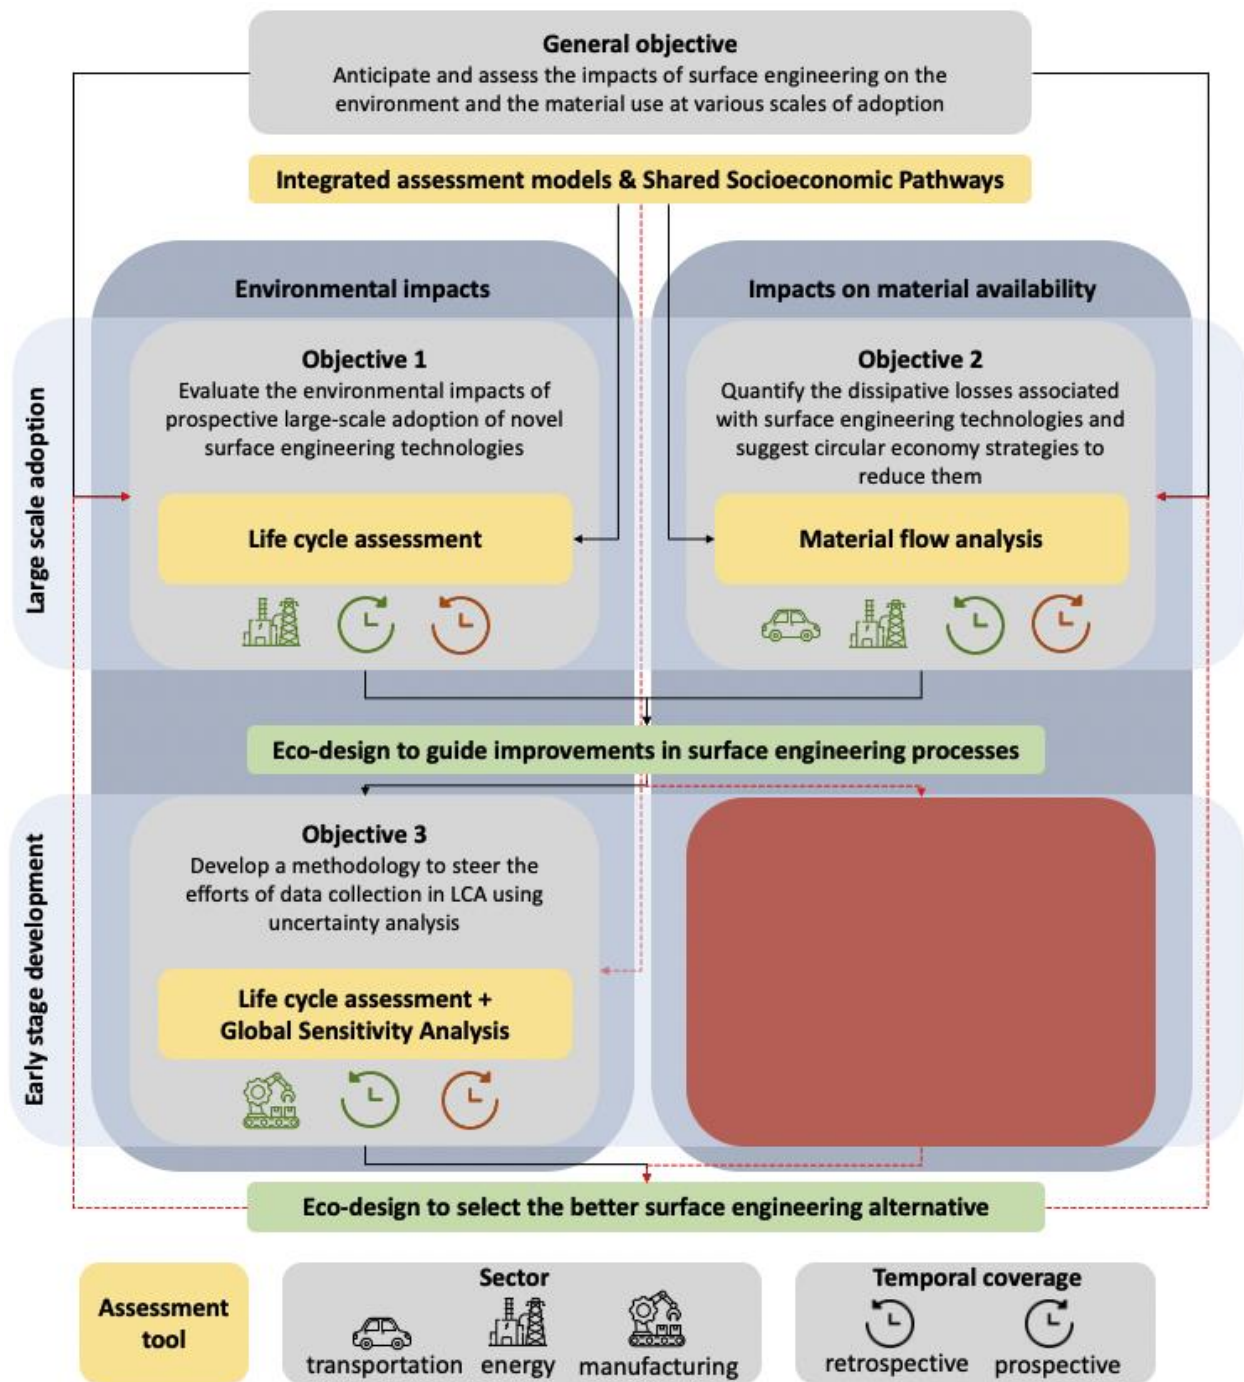 General objective
Anticipate and assess the impacts of surface engineering on the
environment and the material use at various scales of adoption
Integrated assessment models & Shared Socioeconomic Pathways
Environmental impacts
Impacts on material availability
Large scale adoption
Objective 1
Evaluate the environmental impacts of
prospective large-scale adoption of novel
surface engineering technologies
Life cycle assessment
Objective 2
Quantify the dissipative losses associated
with surface engineering technologies and
suggest circular economy strategies to
reduce them
Material flow analysis
Eco-design to guide improvements in surface engineering processes
Early stage development
Objective 3
Develop a methodology to steer the
efforts of data collection in LCA using
uncertainty analysis
Life cycle assessment +
Global Sensitivity Analysis
Eco-design to select the better surface engineering alternative
Assessment
tool
Sector
transportation
energy
manufacturing
Temporal coverage
retrospective
prospective